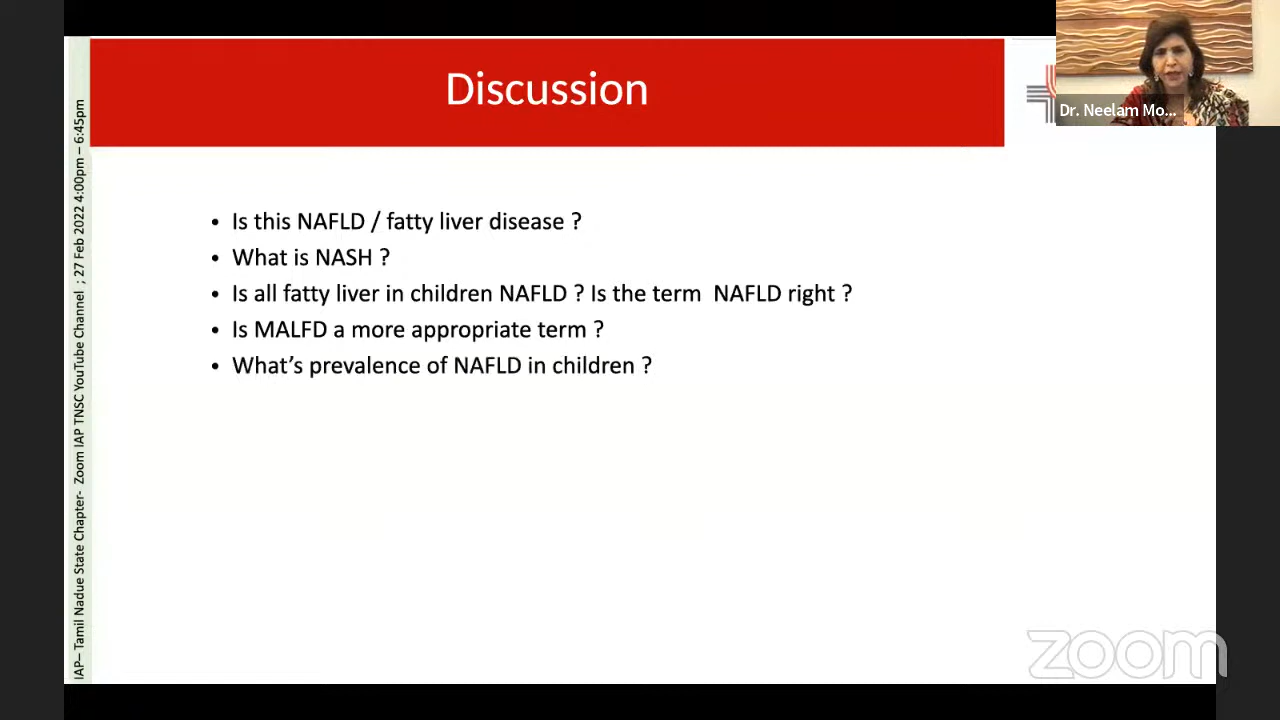 Discussion
Dr. Neelam Mo...
• Is this NAFLD / fatty liver disease ?
• What is NASH ?
• Is all fatty liver in children NAFLD ? Is the term NAFLD right ?
• Is MALFD a more appropriate term ?
• What’s prevalence of NAFLD in children ?
IAP– Tamil Nadue State Chapter- Zoom IAP TNSC YouTube Channel ; 27 Feb 2022 4:00pm – 6:45pm
zoom